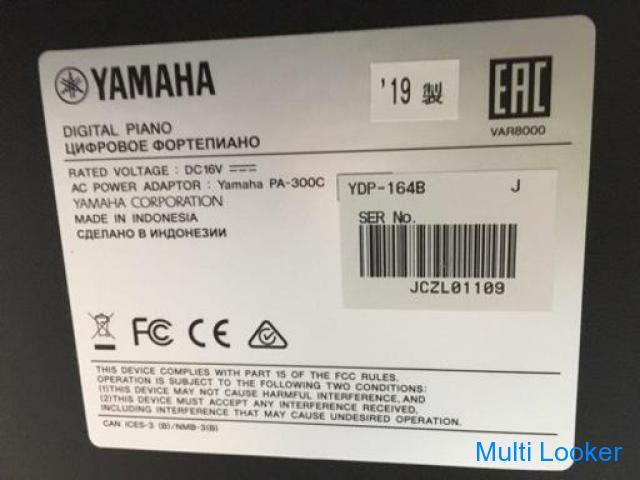 YAMAHA
'19 製
EAC
VAR8000
DIGITAL PIANO
ЦИФРОВОЕ ФОРТЕПИАНО
RATED VOLTAGE : DC16V
AC POWER ADAPTOR : Yamaha PA-300C
YAMAHA CORPORATION
MADE IN INDONESIA
СДЕЛАНО В ИНДОНЕЗИИ
YDP-164B J
SER No.
JCZL01109
FC CE
THIS DEVICE COMPLIES WITH PART 15 OF THE FCC RULES.
OPERATION IS SUBJECT TO THE FOLLOWING TWO CONDITIONS:
(1)THIS DEVICE MAY NOT CAUSE HARMFUL INTERFERENCE, AND
(2)THIS DEVICE MUST ACCEPT ANY INTERFERENCE RECEIVED,
INCLUDING INTERFERENCE THAT MAY CAUSE UNDESIRED OPERATION.
CAN ICES-3 (B)/NMB-3(B)
Multi Looker